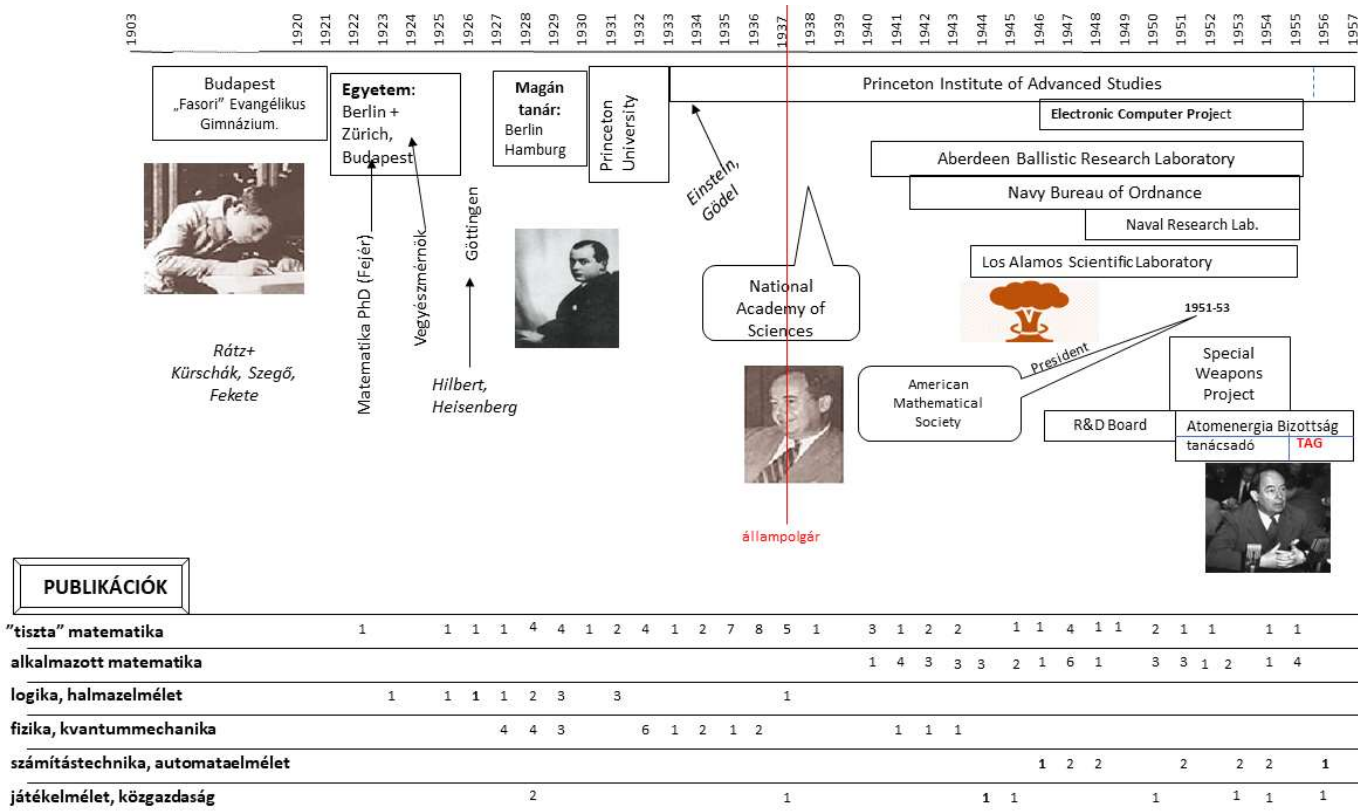 1903 1920 1921 1922 1924 1925 1926 1927 1928 1929 1930 1931 1932 1933 1934 1935 1936 1937 1938 1939 1940 1941 1942 1943 1944 1945 1946 1947 1948 1949 1950 1951 1952 1953 1954 1955 1956 1957
Budapest
„Fasori” Evangélikus
Gimnázium.
Egyetem:
Berlin +
Zürich,
Budapest
Magán
tanár:
Berlin
Hamburg
Princeton
University
Princeton Institute of Advanced Studies
Electronic Computer Project
Aberdeen Ballistic Research Laboratory
Navy Bureau of Ordnance
Naval Research Lab.
Los Alamos Scientific Laboratory
Einstein,
Gödel
Matematika PhD (Fejér)
Vegyészmérnök
Göttingen
National
Academy of
Sciences
1951-53
President
Rátz+
Kürschák, Szegő,
Fekete
Hilbert,
Heisenberg
American
Mathematical
Society
Special
Weapons
Project
R&D Board
Atomenergia Bizottság
tanácsadó TAG
állampolgár
PUBLIKÁCIÓK
”tiszta” matematika 1 1 1 1 4 4 1 2 4 1 2 7 8 5 1 3 1 2 2 1 1 4 1 1 2 1 1 1 1
alkalmazott matematika 1 4 3 3 3 2 1 6 1 3 3 1 2 1 4
logika, halmazelmélet 1 1 1 1 2 3 3 1
fizika, kvantummechanika 4 4 3 6 1 2 1 2 1 1 1
számítástechnika, automataelmélet 1 2 2 2 2 2 1
játékelmélet, közgazdaság 2 1 1 1 1 1 1 1